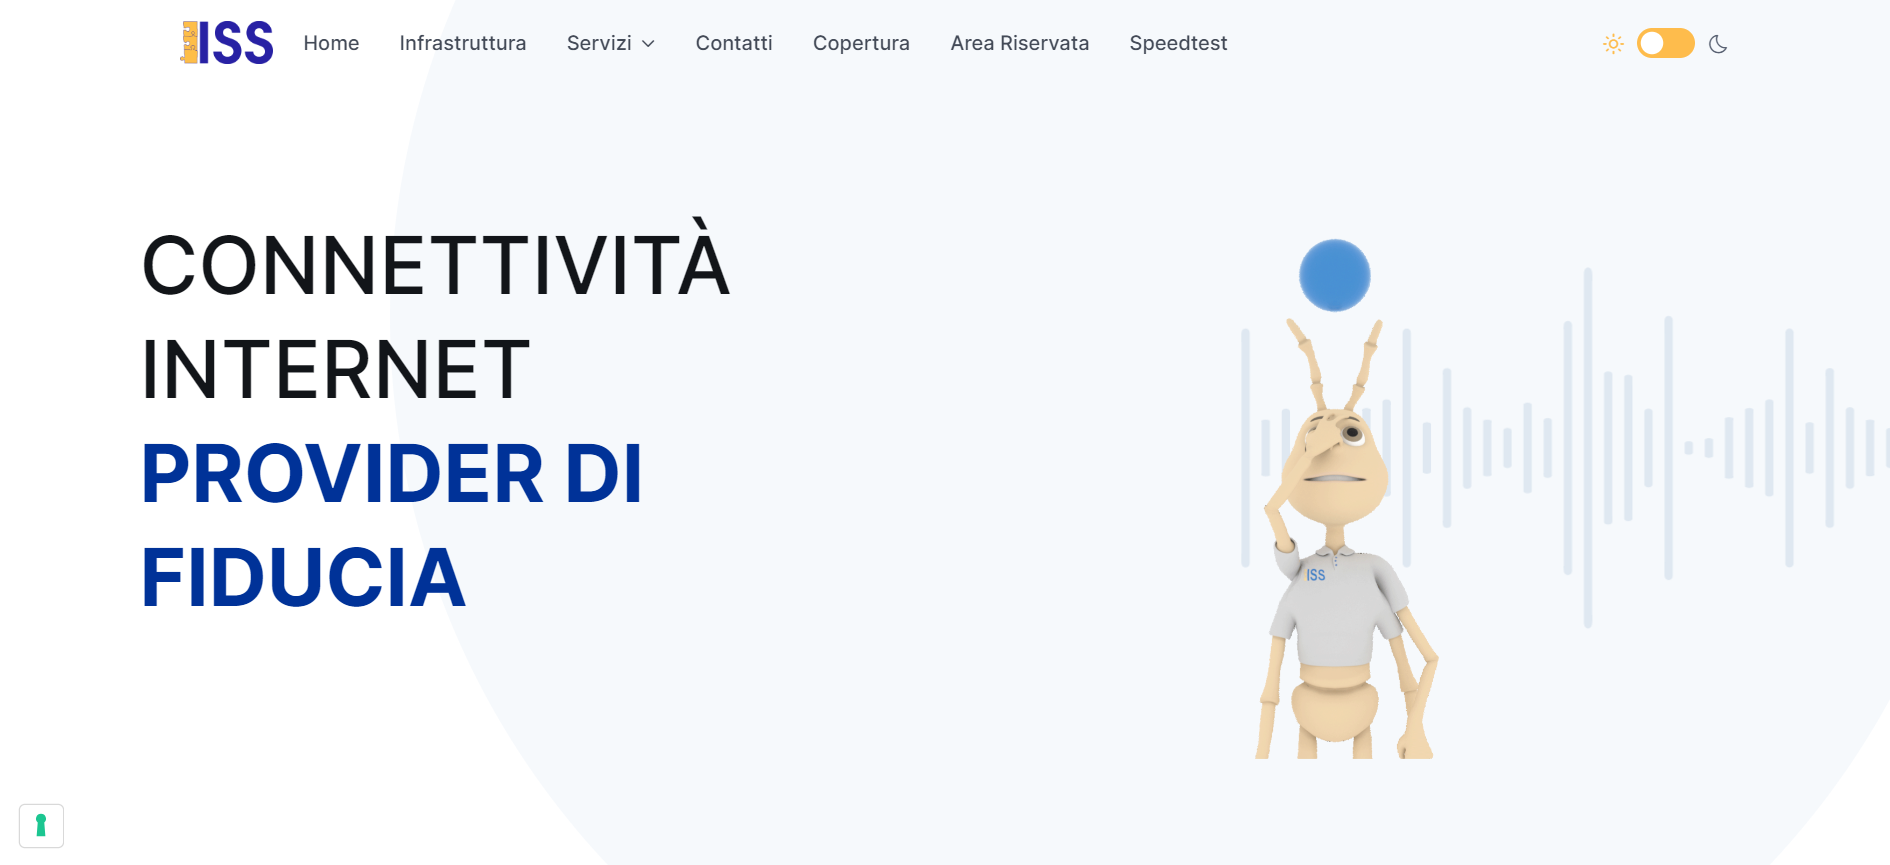 ISS
Home
Infrastruttura
Servizi
Contatti
Copertura
Area Riservata
Speedtest
CONNETTIVITÀ
INTERNET
PROVIDER DI
FIDUCIA
ISS